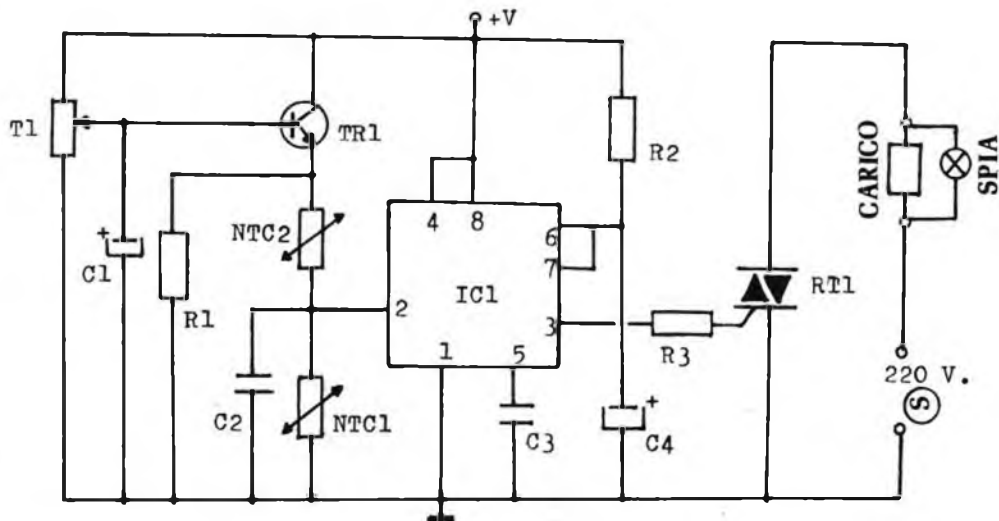 +V
T1
TR1
R2
CARICO
SPIA
NTC2
4
8
6
7
C1
R1
IC1
2
3
RT1
R3
1
5
220 V.
S
C2
NTC1
C3
C4
+
+